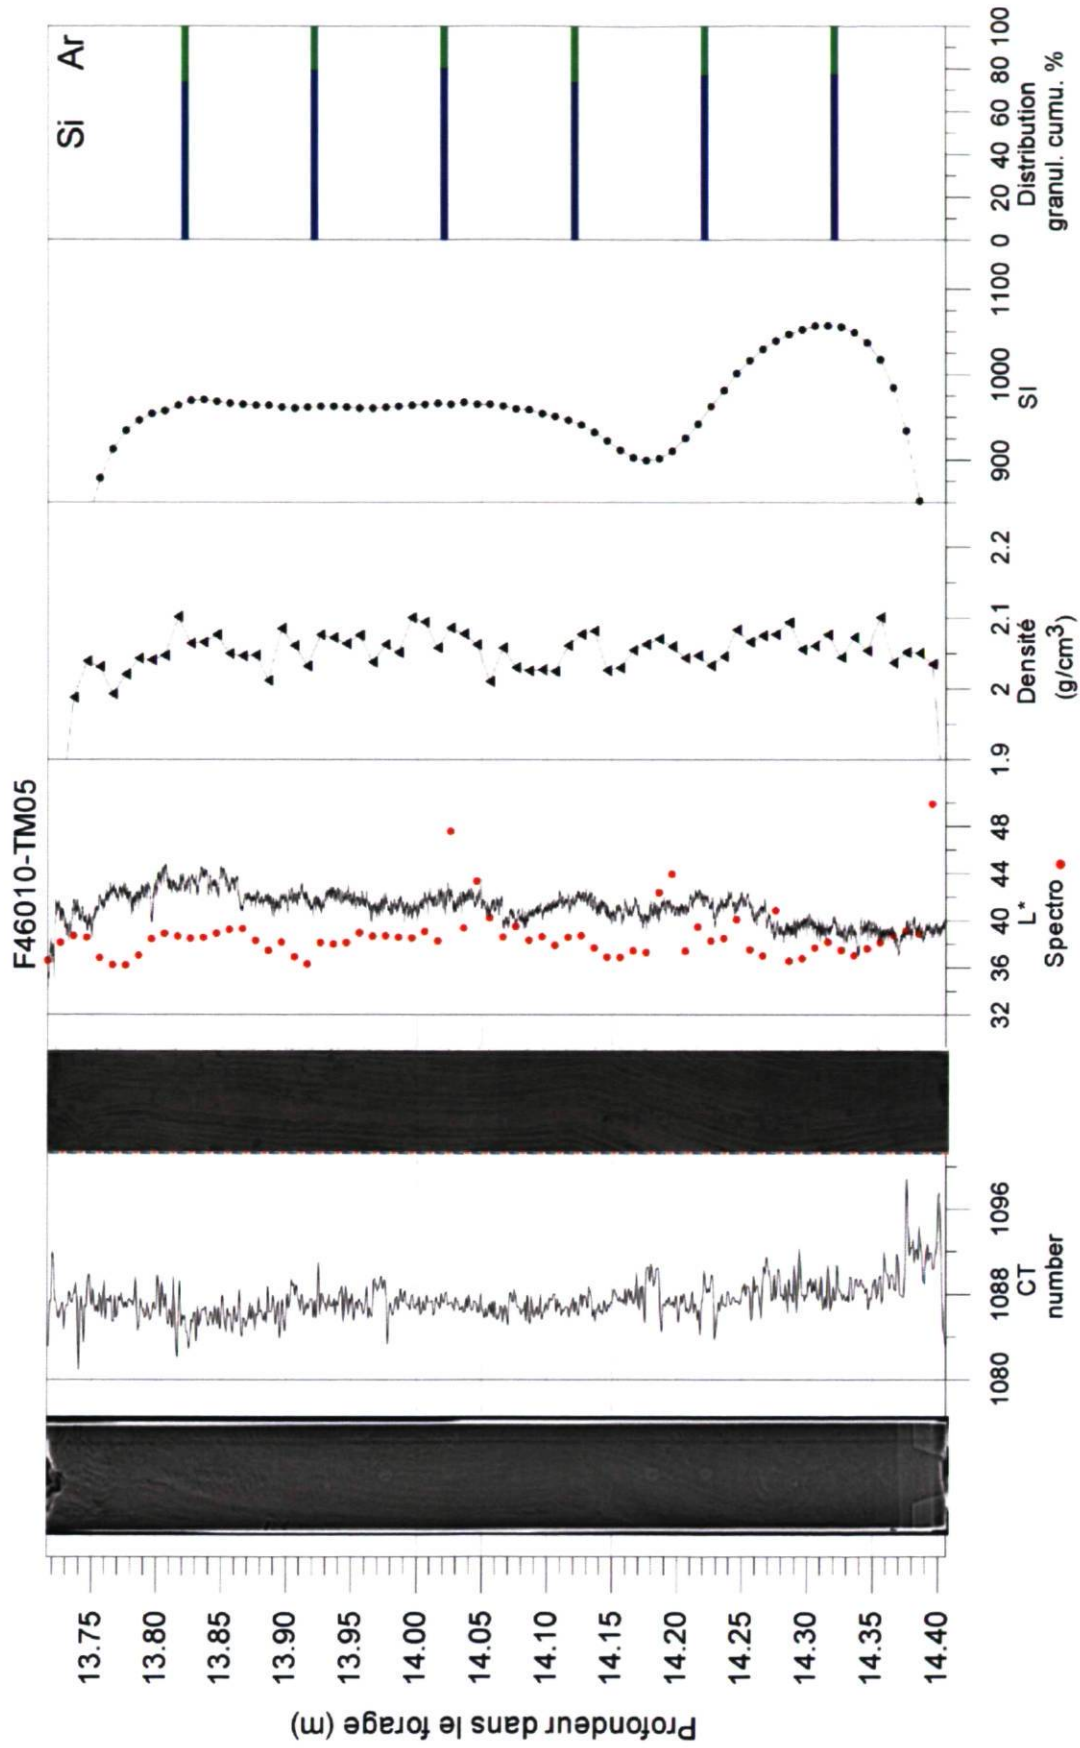 F46010-TM05
Si Ar
13.75
13.80
13.85
13.90
13.95
14.00
14.05
14.10
14.15
14.20
14.25
14.30
14.35
14.40
Profondeur dans le forage (m)
1080 1088 1096
CT
number
32 36 40 44 48
L*
Spectro
1.9 2 2.1 2.2
Densité
(g/cm³)
900 1000 1100
SI
0 20 40 60 80 100
Distribution
granul. cumu. %